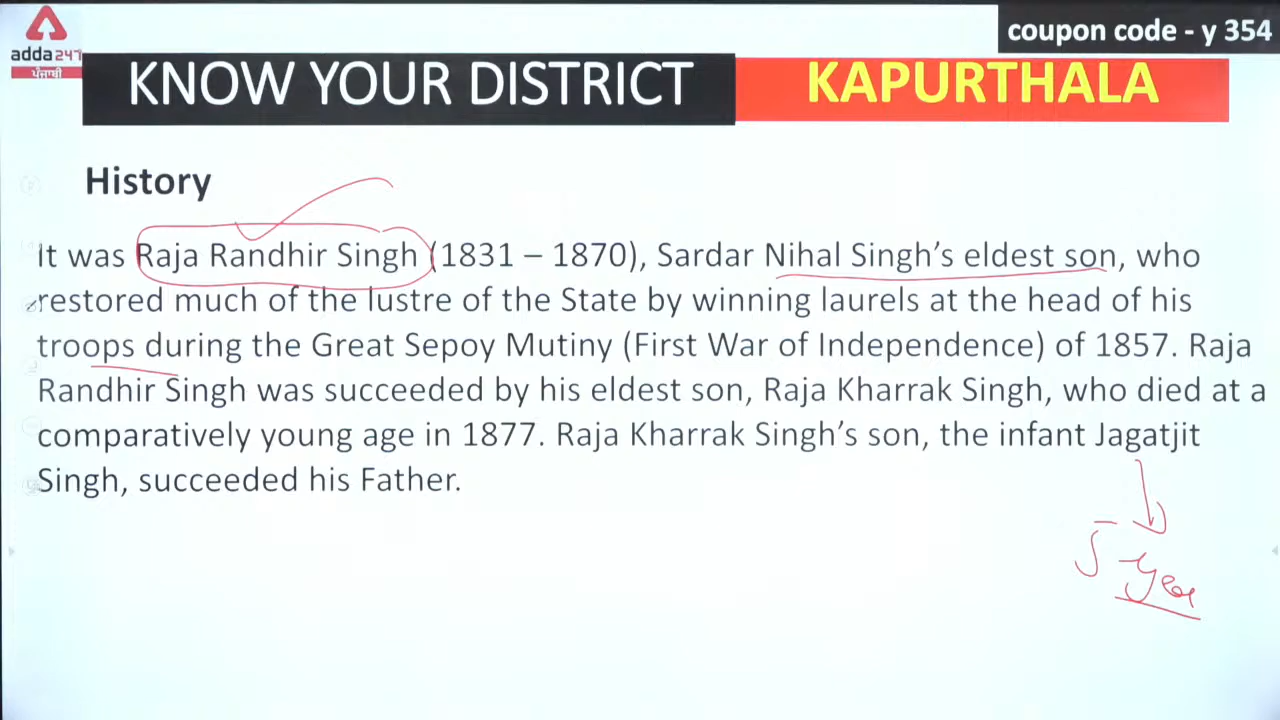 adda247
ਪੰਜਾਬੀ
coupon code - y 354
KNOW YOUR DISTRICT
KAPURTHALA
History
It was Raja Randhir Singh (1831 – 1870), Sardar Nihal Singh's eldest son, who
restored much of the lustre of the State by winning laurels at the head of his
troops during the Great Sepoy Mutiny (First War of Independence) of 1857. Raja
Randhir Singh was succeeded by his eldest son, Raja Kharrak Singh, who died at a
comparatively young age in 1877. Raja Kharrak Singh's son, the infant Jagatjit
Singh, succeeded his Father.
5 year